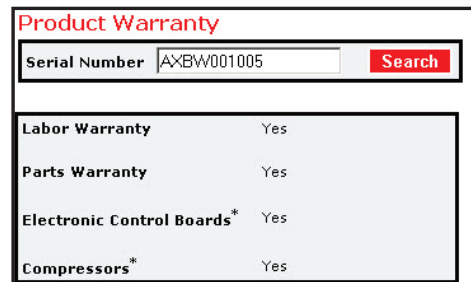 Product Warranty
Serial Number AXBW001005 Search
Labor Warranty Yes
Parts Warranty Yes
Electronic Control Boards* Yes
Compressors* Yes